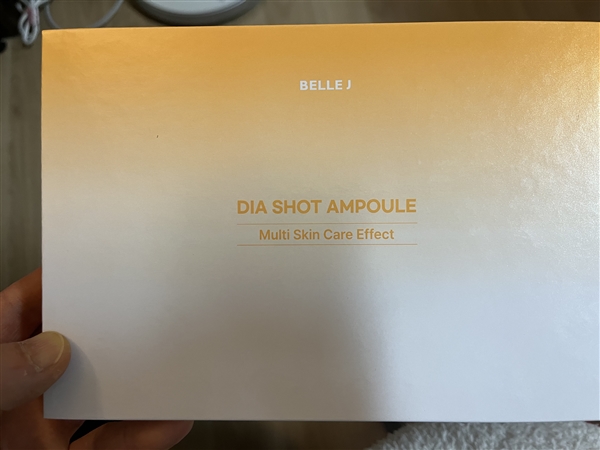 BELLE J
DIA SHOT AMPOULE
Multi Skin Care Effect